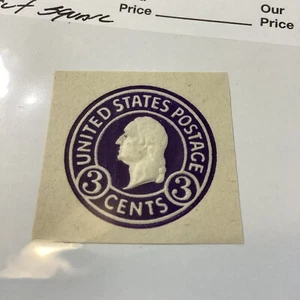 Our
Price
Price
UNITED STATES POSTAGE
3 CENTS 3